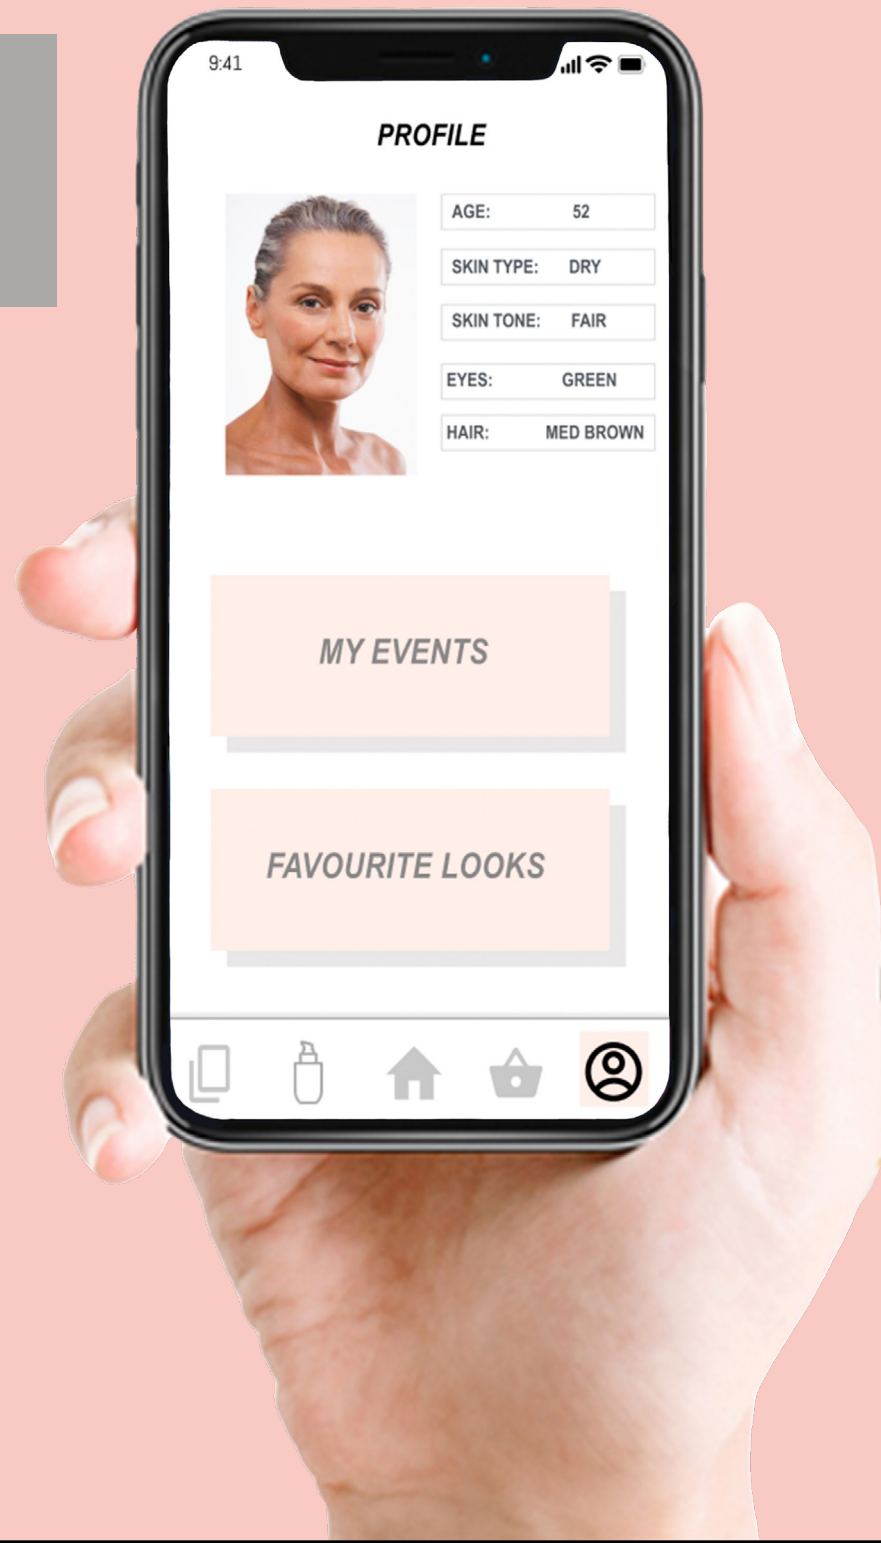 9:41
PROFILE
AGE: 52
SKIN TYPE: DRY
SKIN TONE: FAIR
EYES: GREEN
HAIR: MED BROWN
MY EVENTS
FAVOURITE LOOKS